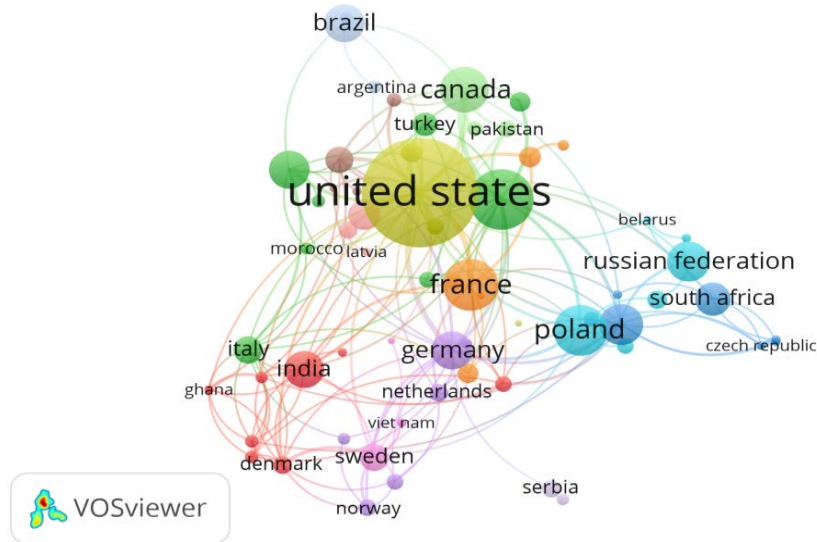 brazil
argentina
canada
turkey
pakistan
united states
belarus
morocco
latvia
russian federation
france
south africa
poland
czech republic
italy
germany
india
ghana
netherlands
viet nam
denmark
sweden
serbia
norway
VOSviewer